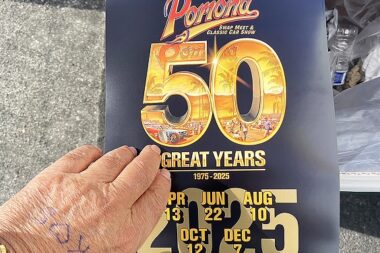 Pomona
SWAP MEET &
CLASSIC CAR SHOW
50
GREAT YEARS
1975-2025
PR JUN AUG
13 22 10
2025
OCT DEC
12 7